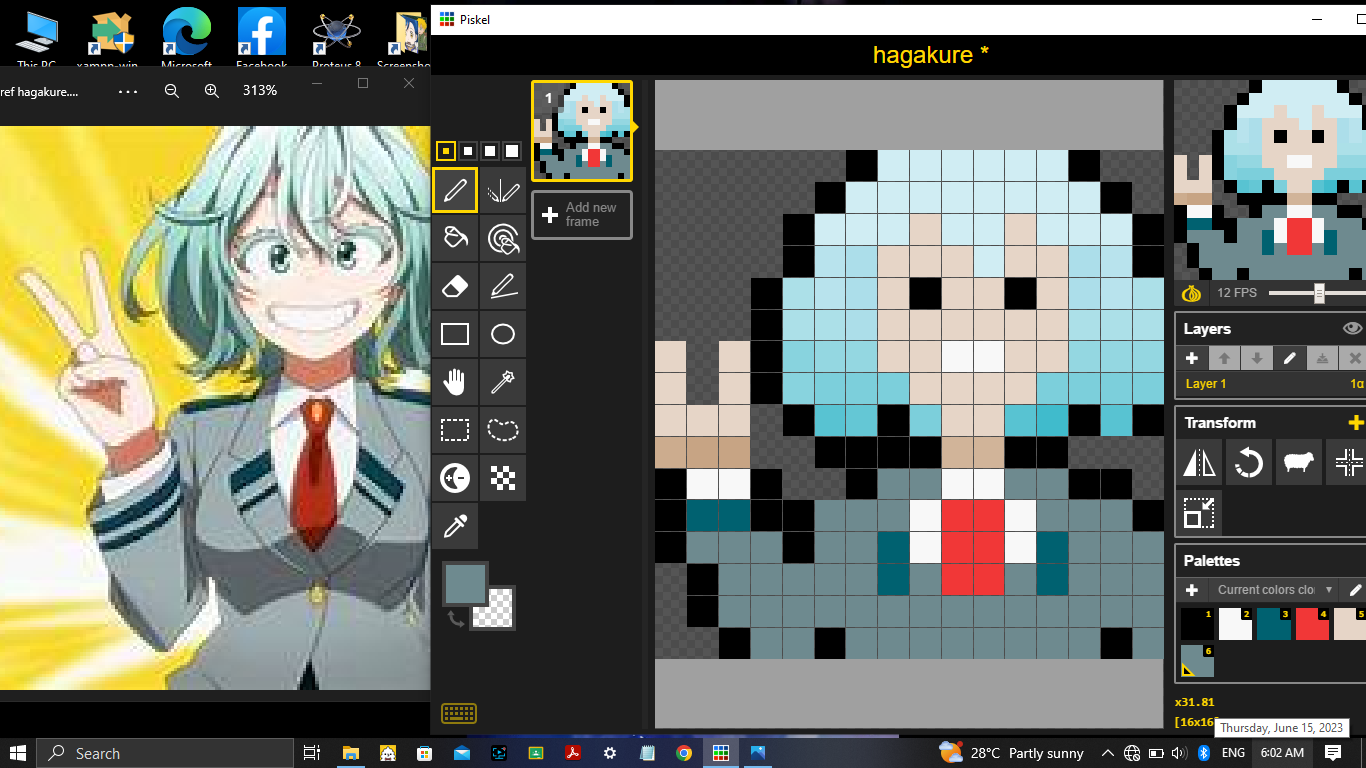 This PC
xampp-win...
Microsoft
Facebook
Proteus 8
Screensho
Piskel
hagakure *
ref hagakure....
313%
1
Add new
frame
12 FPS
Layers
Layer 1
1α
Transform
Palettes
Current colors clo
1
2
3
4
5
6
x31.81
[16x16
Thursday, June 15, 2023
Search
28°C Partly sunny
ENG
6:02 AM